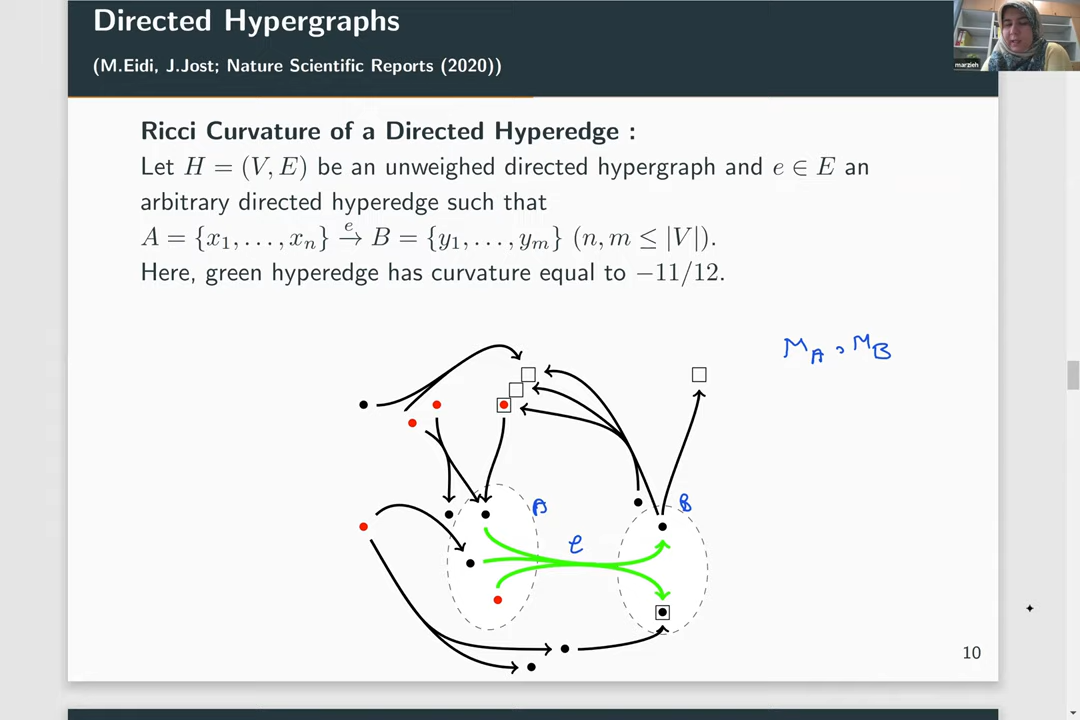 Directed Hypergraphs
(M.Eidi, J.Jost; Nature Scientific Reports (2020))
marzieh
Ricci Curvature of a Directed Hyperedge :
Let H = (V, E) be an unweighed directed hypergraph and e ∈ E an
arbitrary directed hyperedge such that
A = {x₁, . . . , xₙ} →ᵉ B = {y₁, . . . , yₘ} (n, m ≤ |V|).
Here, green hyperedge has curvature equal to −11/12.
M_A , M_B
A
B
e
10